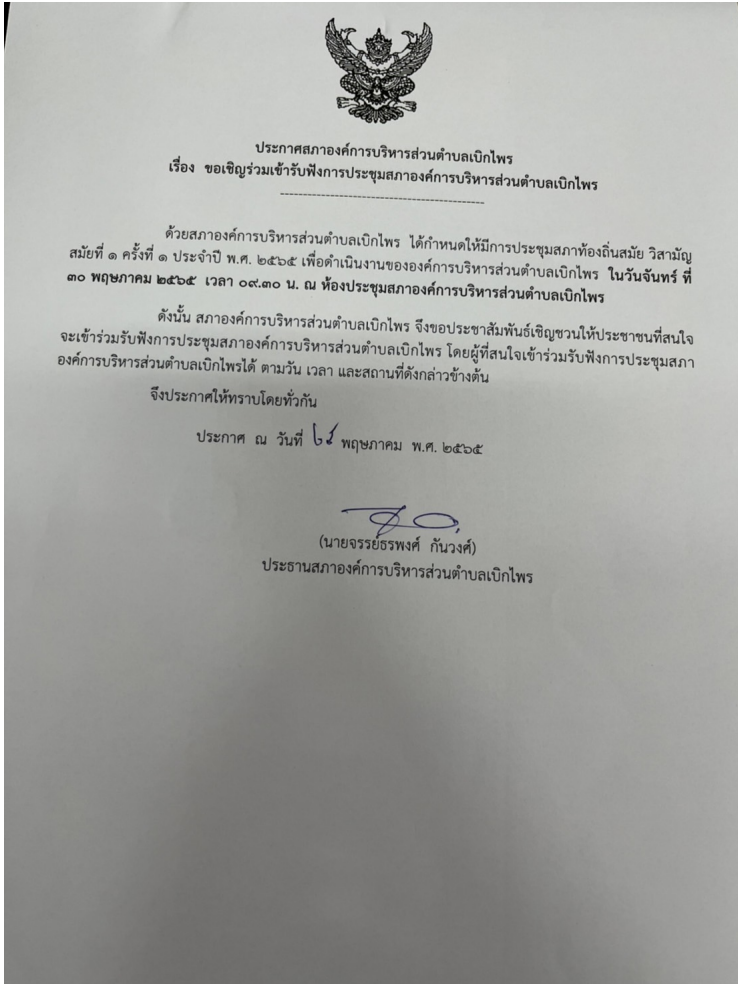 ประกาศสภาองค์การบริหารส่วนตำบลเบิกไพร
เรื่อง ขอเชิญร่วมเข้ารับฟังการประชุมสภาองค์การบริหารส่วนตำบลเบิกไพร
ด้วยสภาองค์การบริหารส่วนตำบลเบิกไพร ได้กำหนดให้มีการประชุมสภาท้องถิ่นสมัย วิสามัญ
สมัยที่ ๑ ครั้งที่ ๑ ประจำปี พ.ศ. ๒๕๖๕ เพื่อดำเนินงานขององค์การบริหารส่วนตำบลเบิกไพร ในวันจันทร์ ที่
๓๐ พฤษภาคม ๒๕๖๕ เวลา ๐๙.๓๐ น. ณ ห้องประชุมสภาองค์การบริหารส่วนตำบลเบิกไพร
ดังนั้น สภาองค์การบริหารส่วนตำบลเบิกไพร จึงขอประชาสัมพันธ์เชิญชวนให้ประชาชนที่สนใจ
จะเข้าร่วมรับฟังการประชุมสภาองค์การบริหารส่วนตำบลเบิกไพร โดยผู้ที่สนใจเข้าร่วมรับฟังการประชุมสภา
องค์การบริหารส่วนตำบลเบิกไพรได้ ตามวัน เวลา และสถานที่ดังกล่าวข้างต้น
จึงประกาศให้ทราบโดยทั่วกัน
ประกาศ ณ วันที่ พฤษภาคม พ.ศ. ๒๕๖๕
(นายจรรย์ธรพงศ์ กันวงศ์)
ประธานสภาองค์การบริหารส่วนตำบลเบิกไพร